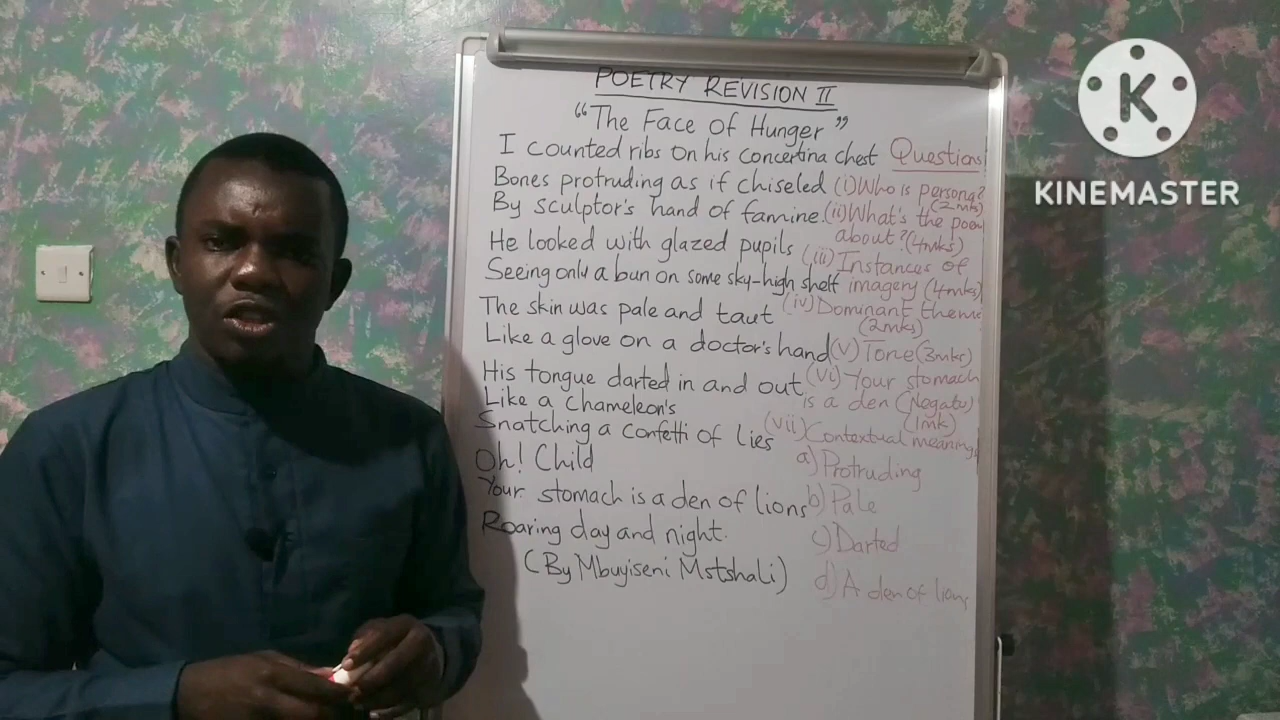 POETRY REVISION II
"The Face of Hunger"
I counted ribs on his concertina chest
Bones protruding as if chiseled
By sculptor's hand of famine.
He looked with glazed pupils
Seeing only a bun on some sky-high shelf
The skin was pale and taut
Like a glove on a doctor's hand
His tongue darted in and out
Like a Chameleon's
Snatching a confetti of lies
Oh! Child
Your stomach is a den of lions
Roaring day and night.
(By Mbuyiseni Mstshali)
Questions
(i) Who is persona?
(2mks)
(ii) What's the poem
about? (4mks)
(iii) Instances of
imagery (4mks)
(iv) Dominant theme
(2mks)
(v) Tone (3mks)
(vi) Your stomach
is a den (Negate)
(1mk)
(vii) Contextual meaning
a) Protruding
b) Pale
c) Darted
d) A den of lions
K
KINEMASTER